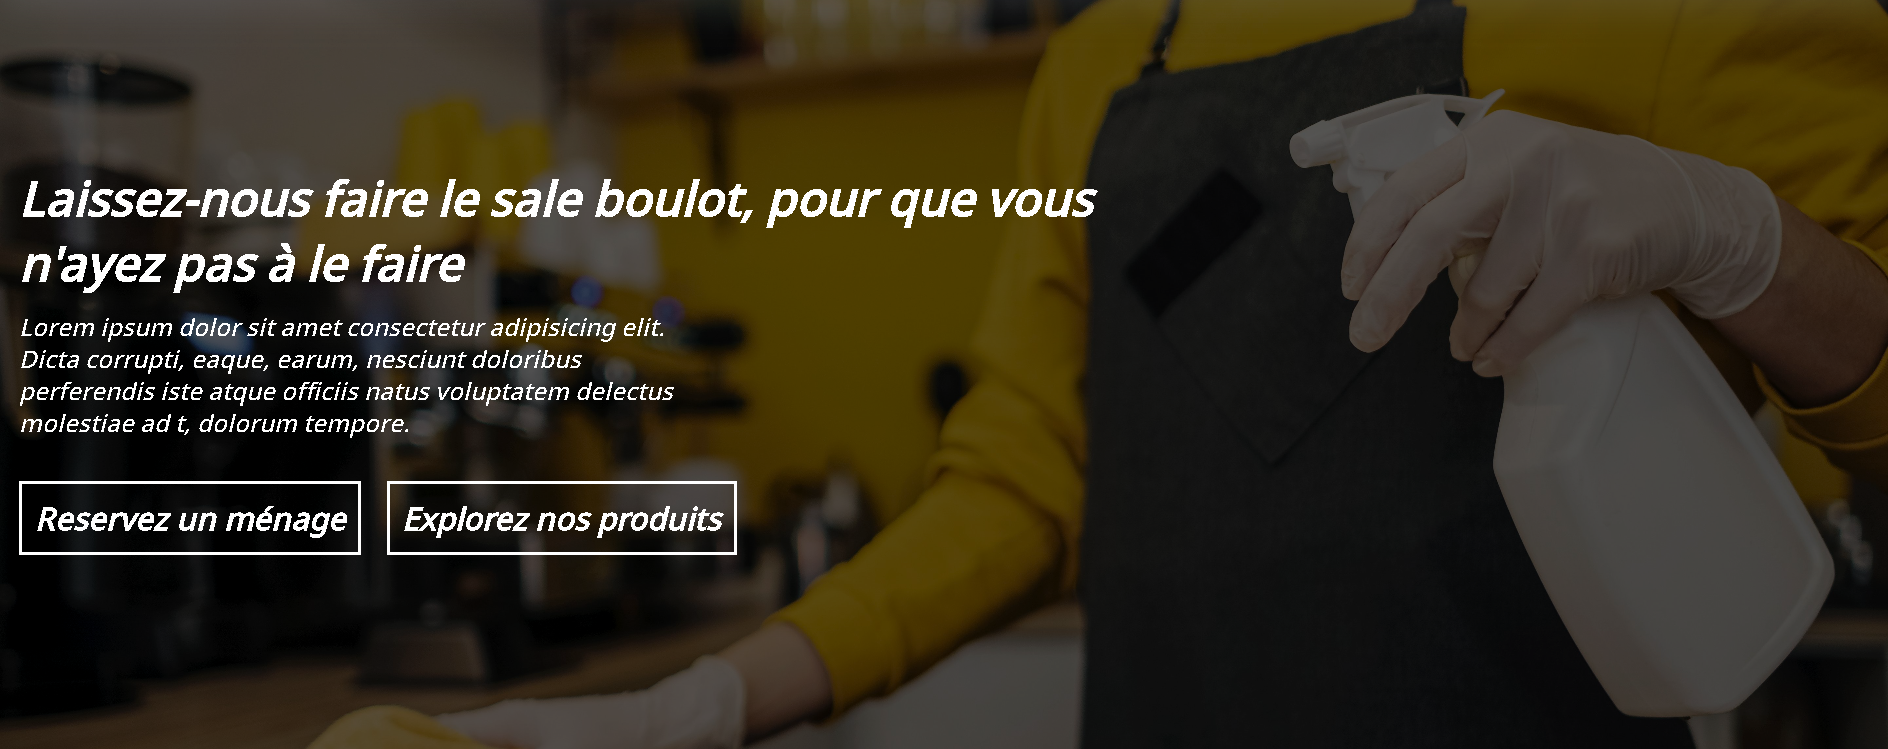 Laissez-nous faire le sale boulot, pour que vous
n'ayez pas à le faire
Lorem ipsum dolor sit amet consectetur adipisicing elit.
Dicta corrupti, eaque, earum, nesciunt doloribus
perferendis iste atque officiis natus voluptatem delectus
molestiae ad t, dolorum tempore.
Reservez un ménage
Explorez nos produits